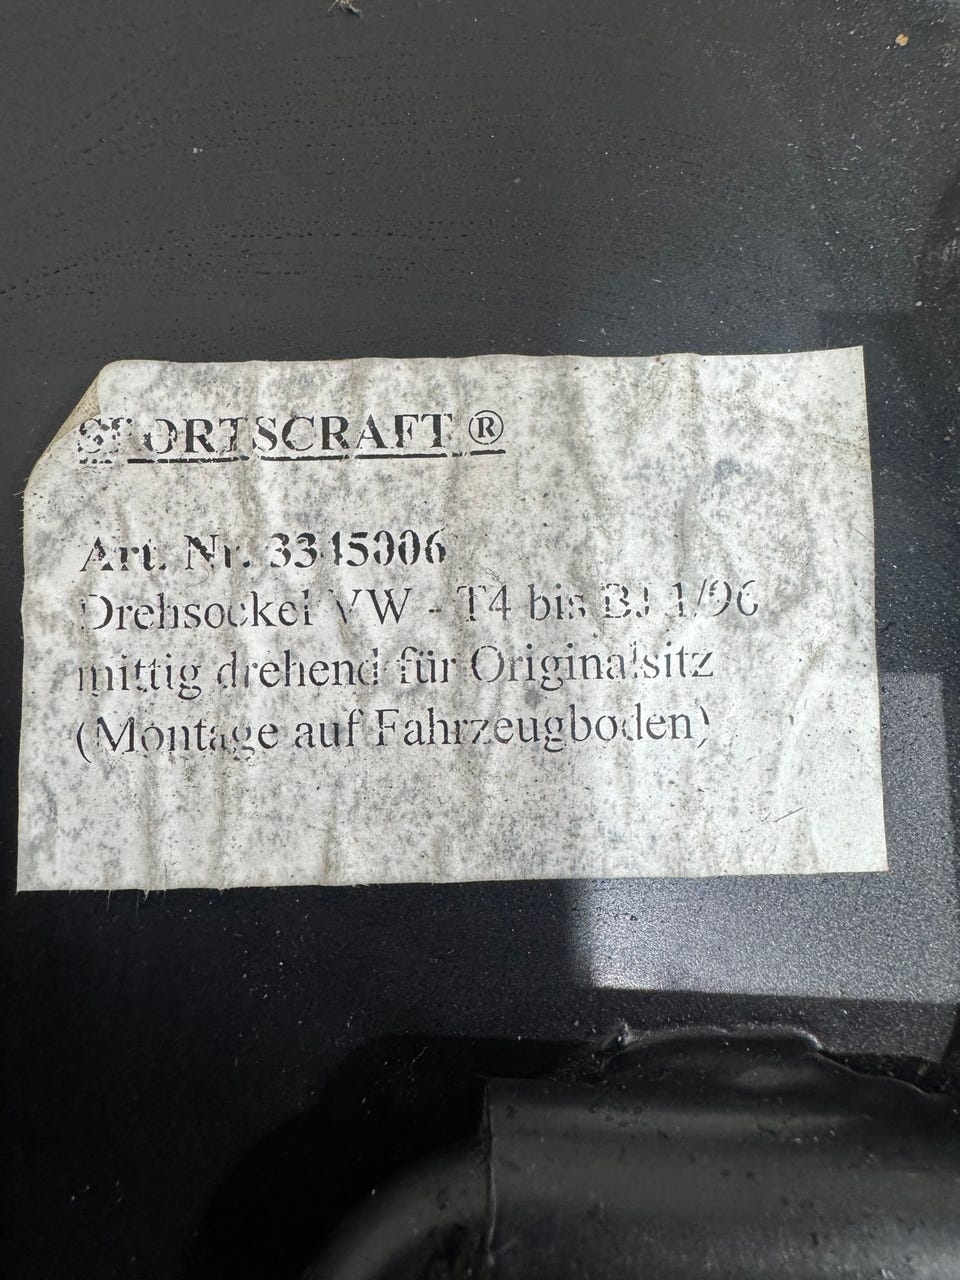 SPORTSCRAFT ®
Art. Nr. 3345006
Drehsockel VW - T4 bis BJ 1/96
mittig drehend für Originalsitz
(Montage auf Fahrzeugboden)